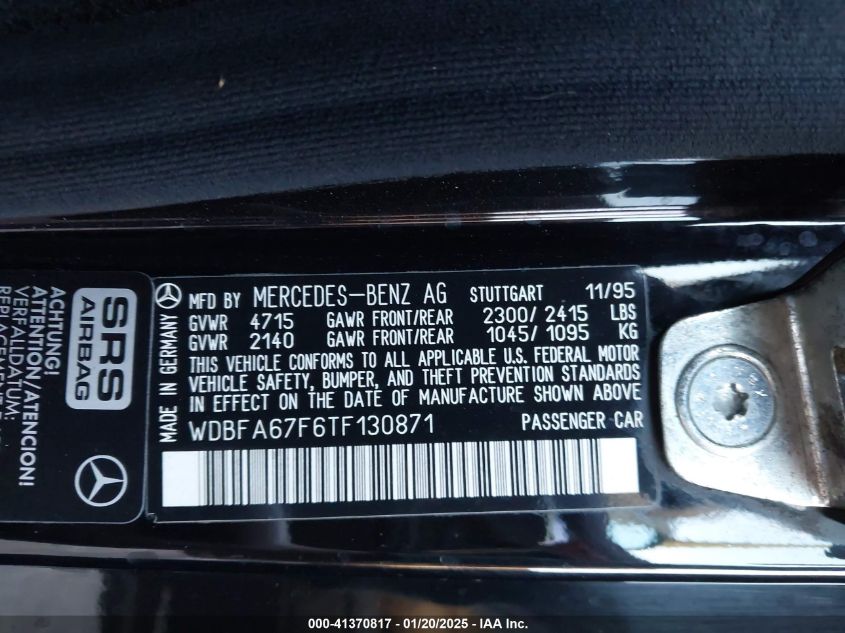 ACHTUNG!
ATTENTION/ATENCION!
VERFALLDATUM:
SRS
AIRBAG
MADE IN GERMANY
MFD BY MERCEDES-BENZ AG STUTTGART 11/95
GVWR 4715 GAWR FRONT/REAR 2300/2415 LBS
GVWR 2140 GAWR FRONT/REAR 1045/1095 KG
THIS VEHICLE CONFORMS TO ALL APPLICABLE U.S. FEDERAL MOTOR
VEHICLE SAFETY, BUMPER, AND THEFT PREVENTION STANDARDS
IN EFFECT ON THE DATE OF MANUFACTURE SHOWN ABOVE
WDBFA67F6TF130871 PASSENGER CAR
000-41370817 - 01/20/2025 - IAA Inc.